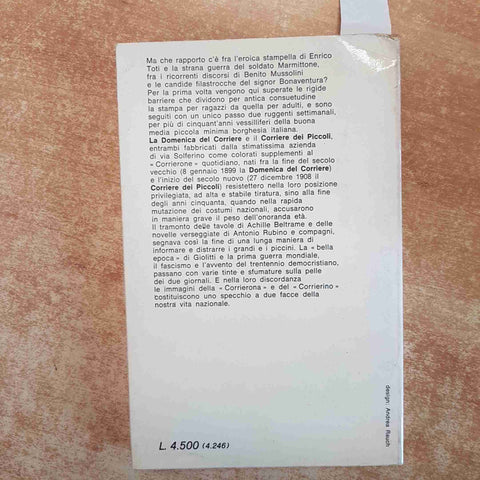 Ma che rapporto c'è fra l'eroica stampella di Enrico
Toti e la strana guerra del soldato Marmittone,
fra i ricorrenti discorsi di Benito Mussolini
e le candide filastrocche del signor Bonaventura?
Per la prima volta vengono qui superate le rigide
barriere che dividono per antica consuetudine
la stampa per ragazzi da quella per adulti, e sono
seguiti con un unico passo due ruggenti settimanali,
per più di cinquant'anni vessilliferi della buona
media piccola minima borghesia italiana.
La Domenica del Corriere e il Corriere dei Piccoli,
entrambi fabbricati dalla stimatissima azienda
di via Solferino come colorati supplementi al
« Corrierone » quotidiano, nati fra la fine del secolo
vecchio (8 gennaio 1899 la Domenica del Corriere)
e l'inizio del secolo nuovo (27 dicembre 1908 il
Corriere dei Piccoli) resistettero nella loro posizione
privilegiata, ad alta e stabile tiratura, sino alla fine
degli anni cinquanta, quando nella rapida
mutazione dei costumi nazionali, accusarono
in maniera grave il peso dell'onoranda età.
Il tramonto delle tavole di Achille Beltrame e delle
novelle verseggiate di Antonio Rubino e compagni,
segnava così la fine di una lunga maniera di
informare e distrarre i grandi e i piccini. La « bella
epoca » di Giolitti e la prima guerra mondiale,
il fascismo e l'avvento del trentennio democristiano,
passano con varie tinte e sfumature sulla pelle
dei due giornali. E nella loro discordanza
le immagini della « Corrierona » e del « Corrierino »
costituiscono uno specchio a due facce della
nostra vita nazionale.
design: Andrea Rauch
L. 4.500 (4.246)